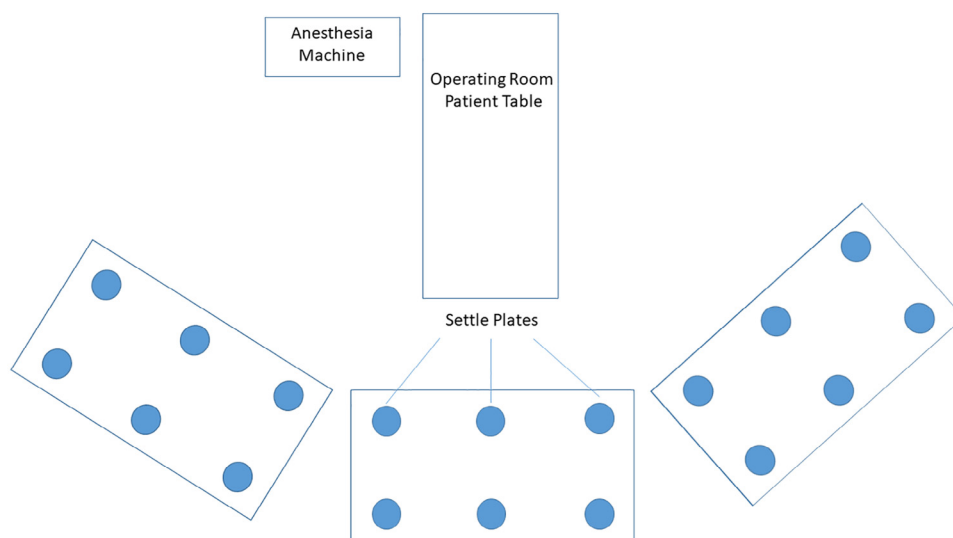 Anesthesia
Machine
Operating Room
Patient Table
Settle Plates